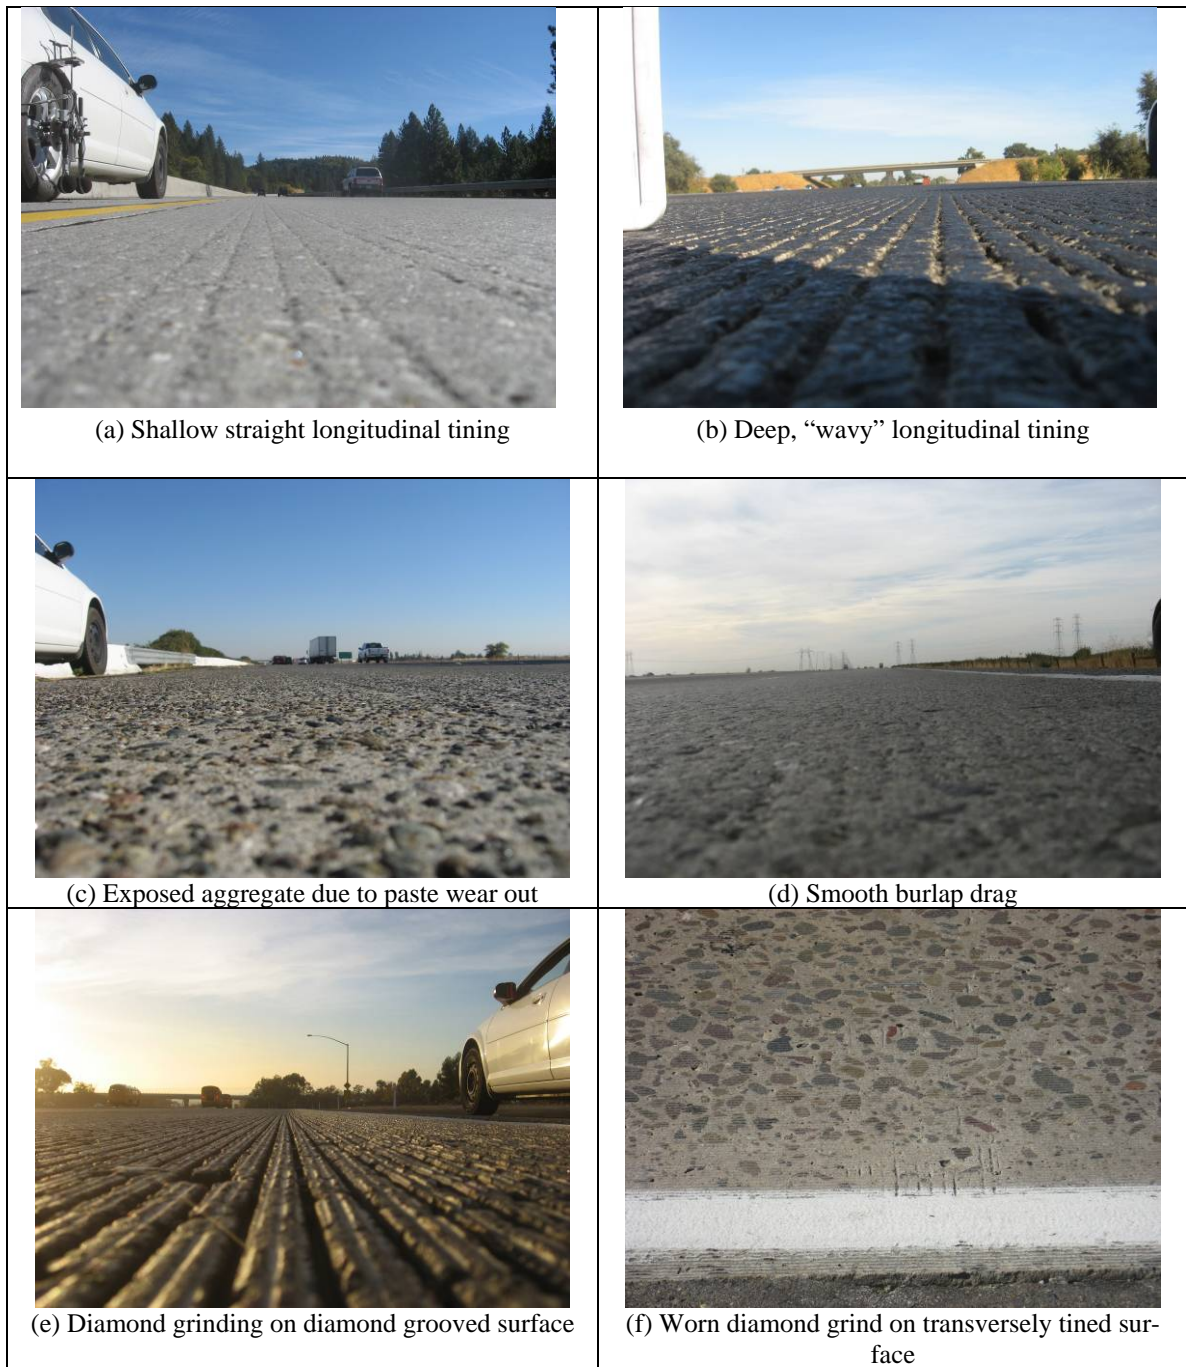 (a) Shallow straight longitudinal tining
(b) Deep, “wavy” longitudinal tining
(c) Exposed aggregate due to paste wear out
(d) Smooth burlap drag
(e) Diamond grinding on diamond grooved surface
(f) Worn diamond grind on transversely tined sur-
face